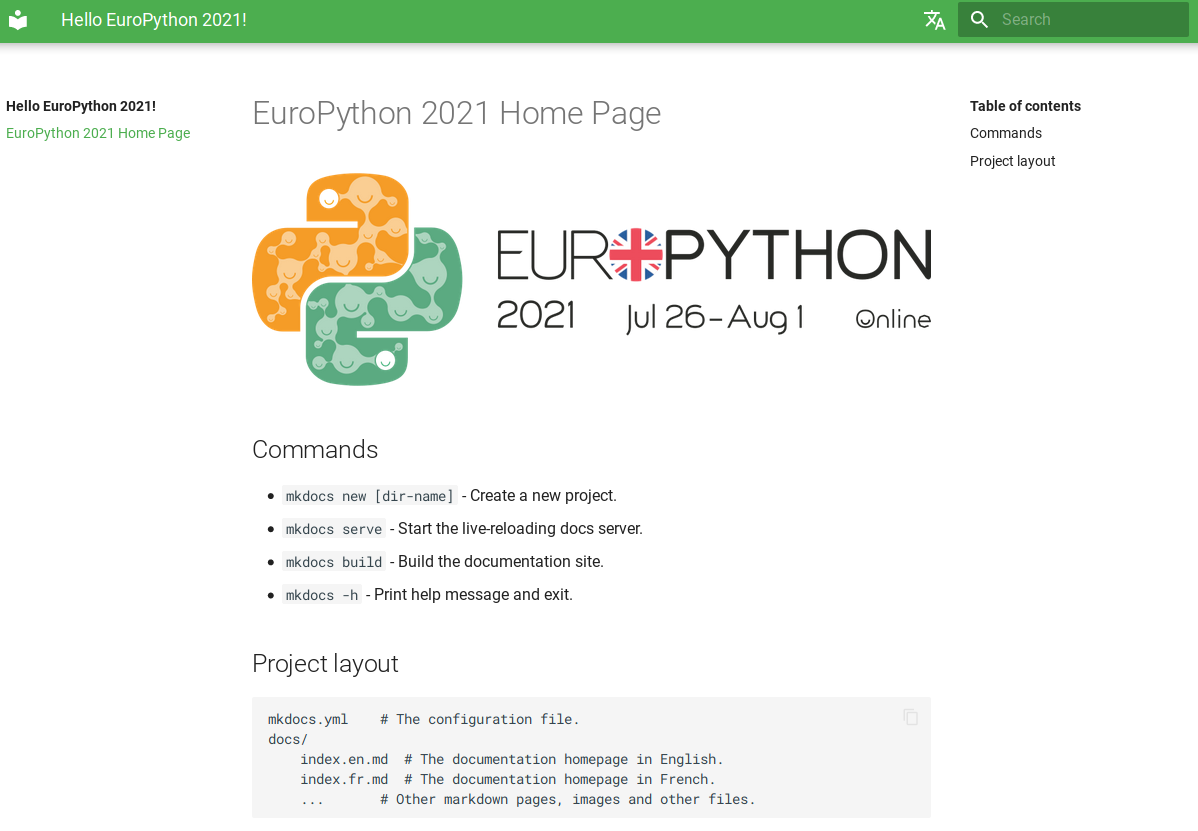 Hello EuroPython 2021!
Search
Hello EuroPython 2021!
EuroPython 2021 Home Page
EuroPython 2021 Home Page
EUROPYTHON
2021 Jul 26-Aug 1 Online
Commands
• mkdocs new [dir-name] - Create a new project.
• mkdocs serve - Start the live-reloading docs server.
• mkdocs build - Build the documentation site.
• mkdocs -h - Print help message and exit.
Project layout
mkdocs.yml    # The configuration file.
docs/
    index.en.md  # The documentation homepage in English.
    index.fr.md  # The documentation homepage in French.
    ...       # Other markdown pages, images and other files.
Table of contents
Commands
Project layout